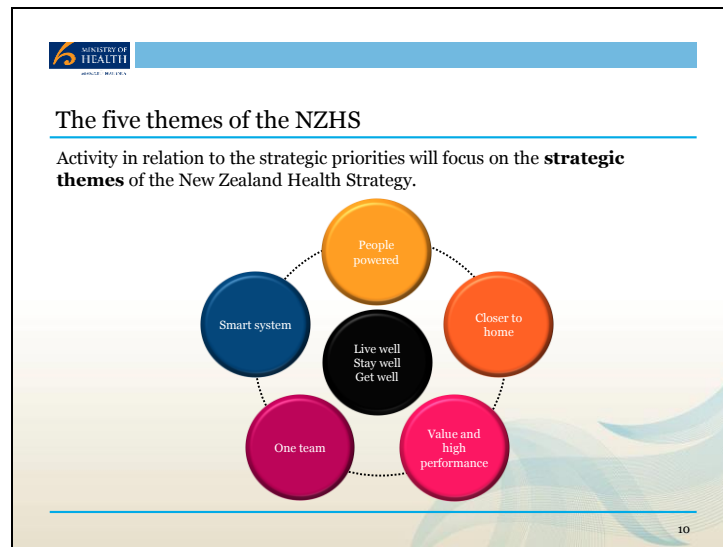 MINISTRY OF
HEALTH
The five themes of the NZHS
Activity in relation to the strategic priorities will focus on the strategic
themes of the New Zealand Health Strategy.
People
powered
Smart system
Closer to
home
Live well
Stay well
Get well
One team
Value and
high
performance
10